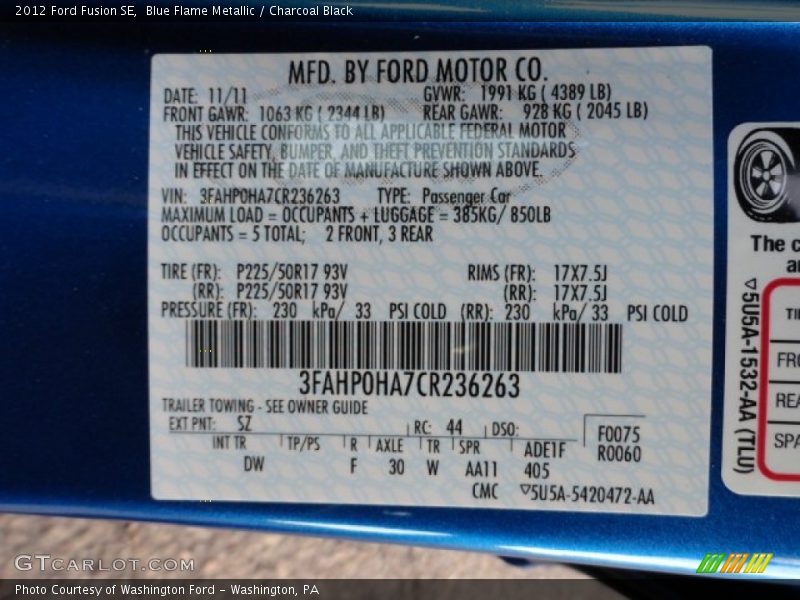 2012 Ford Fusion SE, Blue Flame Metallic / Charcoal Black
MFD. BY FORD MOTOR CO.
DATE: 11/11 GVWR: 1991 KG ( 4389 LB)
FRONT GAWR: 1063 KG ( 2344 LB) REAR GAWR: 928 KG ( 2045 LB)
THIS VEHICLE CONFORMS TO ALL APPLICABLE FEDERAL MOTOR
VEHICLE SAFETY, BUMPER, AND THEFT PREVENTION STANDARDS
IN EFFECT ON THE DATE OF MANUFACTURE SHOWN ABOVE.
VIN: 3FAHP0HA7CR236263 TYPE: Passenger Car
MAXIMUM LOAD = OCCUPANTS + LUGGAGE = 385KG/ 850LB
OCCUPANTS = 5 TOTAL; 2 FRONT, 3 REAR
TIRE (FR): P225/50R17 93V RIMS (FR): 17X7.5J
(RR): P225/50R17 93V (RR): 17X7.5J
PRESSURE (FR): 230 kPa/ 33 PSI COLD (RR): 230 kPa/ 33 PSI COLD
3FAHP0HA7CR236263
TRAILER TOWING - SEE OWNER GUIDE
EXT PNT: SZ RC: 44 DSO:
INT TR TP/PS R AXLE TR SPR ADE1F
DW F 30 W AA11 405
F0075
R0060
CMC ▽5U5A-5420472-AA
The c
a
▽5U5A-1532-AA (TLU)
TI
FRO
REA
SPA
GTCARLOT.COM
Photo Courtesy of Washington Ford - Washington, PA